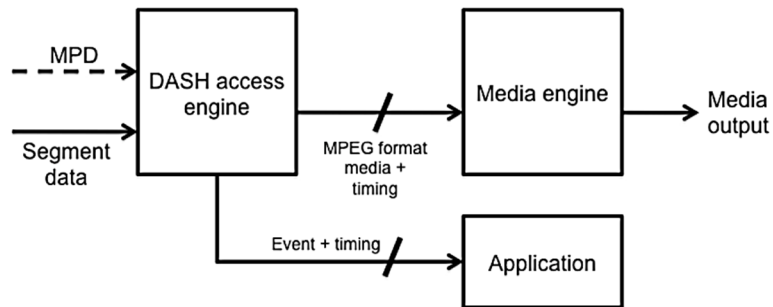 MPD
Segment
data
DASH access
engine
MPEG format
media +
timing
Media engine
Media
output
Event + timing
Application